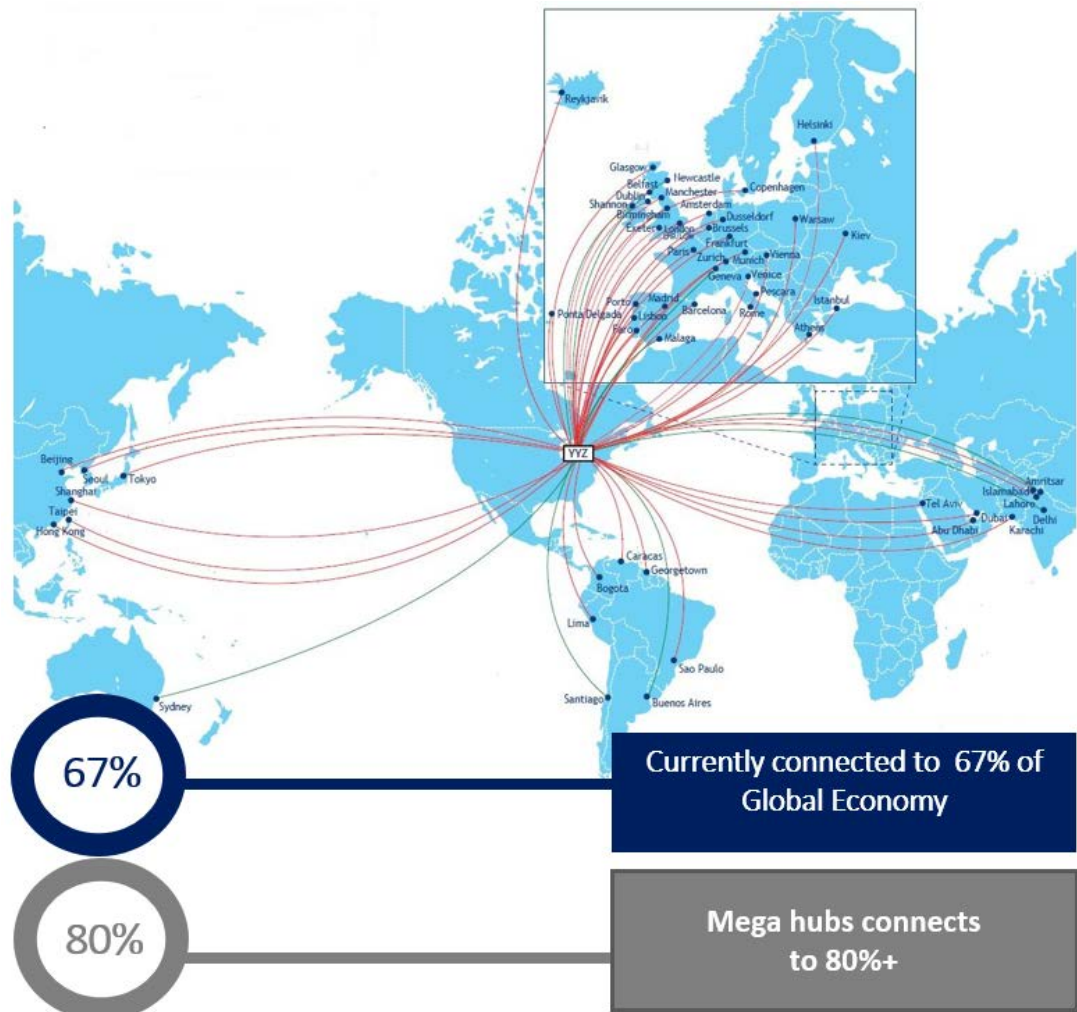 Reykjavik
Helsinki
Glasgow
Newcastle
Belfast
Manchester
Copenhagen
Dublin
Shannon
Amsterdam
Birmingham
Dusseldorf
Warsaw
Exeter
London
Brussels
Kiev
Frankfurt
Paris
Zurich
Munich
Vienna
Geneva
Venice
Pescara
Porto
Madrid
Istanbul
Ponta Delgada
Lisbon
Barcelona
Rome
Faro
Athens
Malaga
YYZ
Beijing
Seoul
Tokyo
Shanghai
Taipei
Hong Kong
Amritsar
Islamabad
Lahore
Tel Aviv
Dubai
Delhi
Abu Dhabi
Karachi
Caracas
Georgetown
Bogota
Lima
Sao Paulo
Santiago
Buenos Aires
Sydney
67%
Currently connected to 67% of
Global Economy
80%
Mega hubs connects
to 80%+